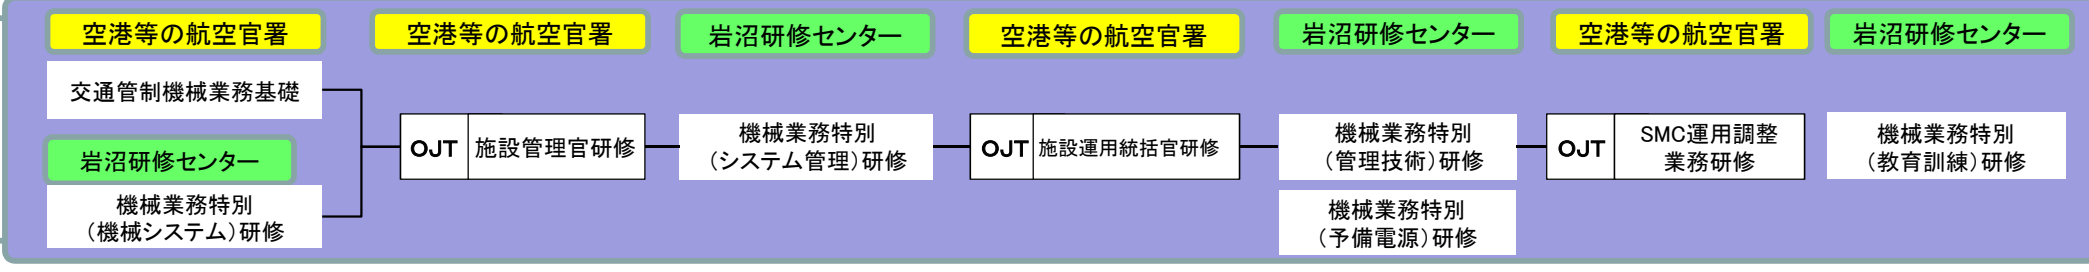 空港等の航空官署
交通管制機械業務基礎
岩沼研修センター
機械業務特別
（機械システム）研修
空港等の航空官署
OJT 施設管理官研修
岩沼研修センター
機械業務特別
（システム管理）研修
空港等の航空官署
OJT 施設運用統括官研修
岩沼研修センター
機械業務特別
（管理技術）研修
機械業務特別
（予備電源）研修
空港等の航空官署
OJT SMC運用調整
業務研修
岩沼研修センター
機械業務特別
（教育訓練）研修